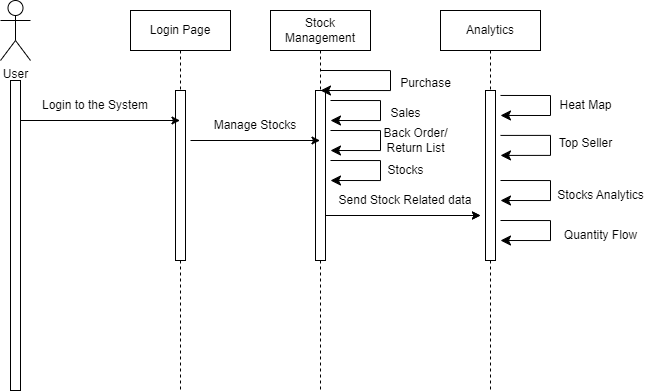 Login Page
Stock
Management
Analytics
User
Purchase
Login to the System
Heat Map
Sales
Manage Stocks
Back Order/
Return List
Top Seller
Stocks
Send Stock Related data
Stocks Analytics
Quantity Flow